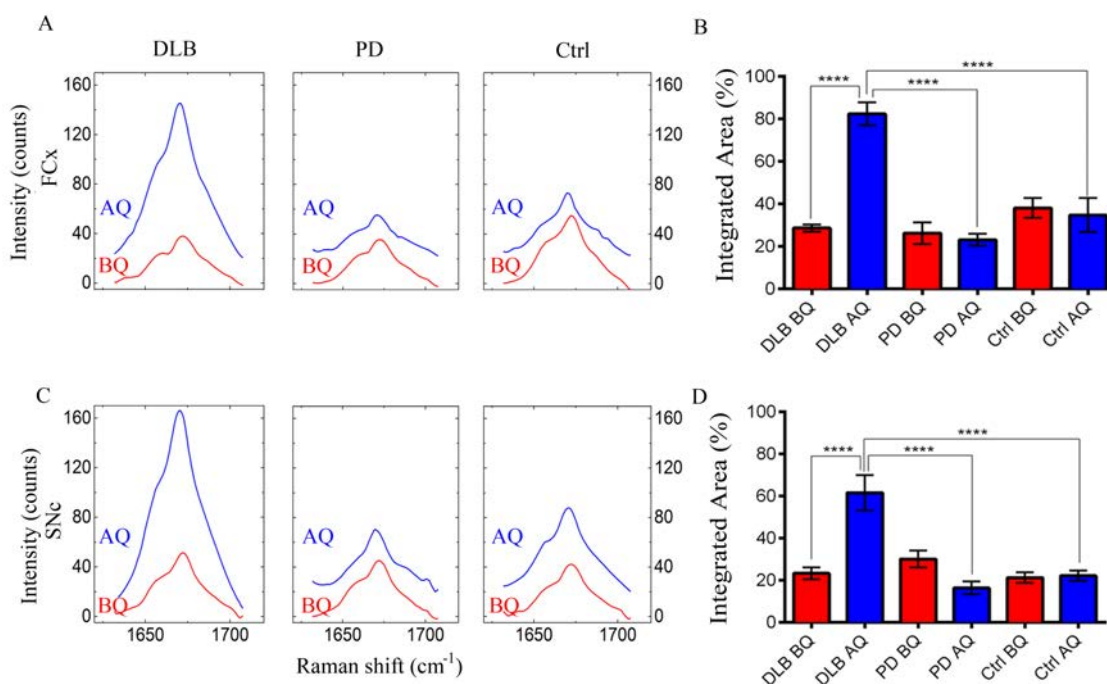 A
DLB
PD
Ctrl
B
Intensity (counts)
FCx
160
120
80
40
0
AQ
BQ
AQ
BQ
AQ
BQ
160
120
80
40
0
Integrated Area (%)
100
80
60
40
20
0
****
****
****
DLB BQ
DLB AQ
PD BQ
PD AQ
Ctrl BQ
Ctrl AQ
C
Intensity (counts)
SNc
160
120
80
40
0
AQ
BQ
AQ
BQ
AQ
BQ
160
120
80
40
0
1650 1700
1650 1700
1650 1700
Raman shift (cm⁻¹)
D
Integrated Area (%)
100
80
60
40
20
0
****
****
****
DLB BQ
DLB AQ
PD BQ
PD AQ
Ctrl BQ
Ctrl AQ